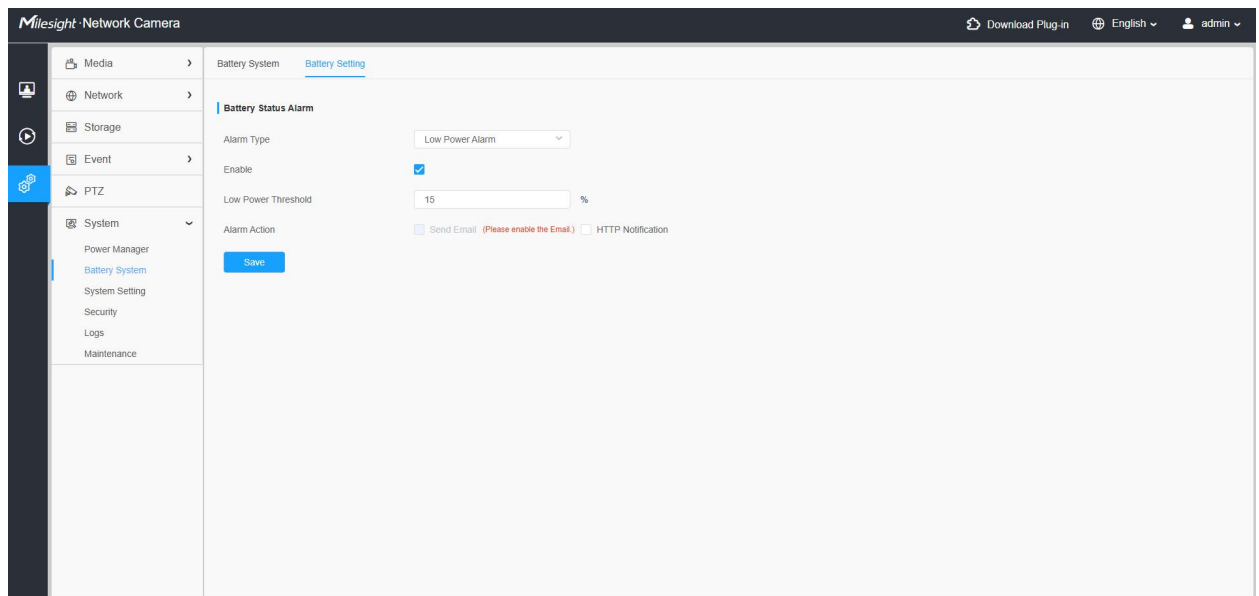 Milesight · Network Camera
Download Plug-in
English
admin
Media
Network
Storage
Event
PTZ
System
Power Manager
Battery System
System Setting
Security
Logs
Maintenance
Battery System Battery Setting
Battery Status Alarm
Alarm Type Low Power Alarm
Enable
Low Power Threshold 15 %
Alarm Action Send Email (Please enable the Email.) HTTP Notification
Save